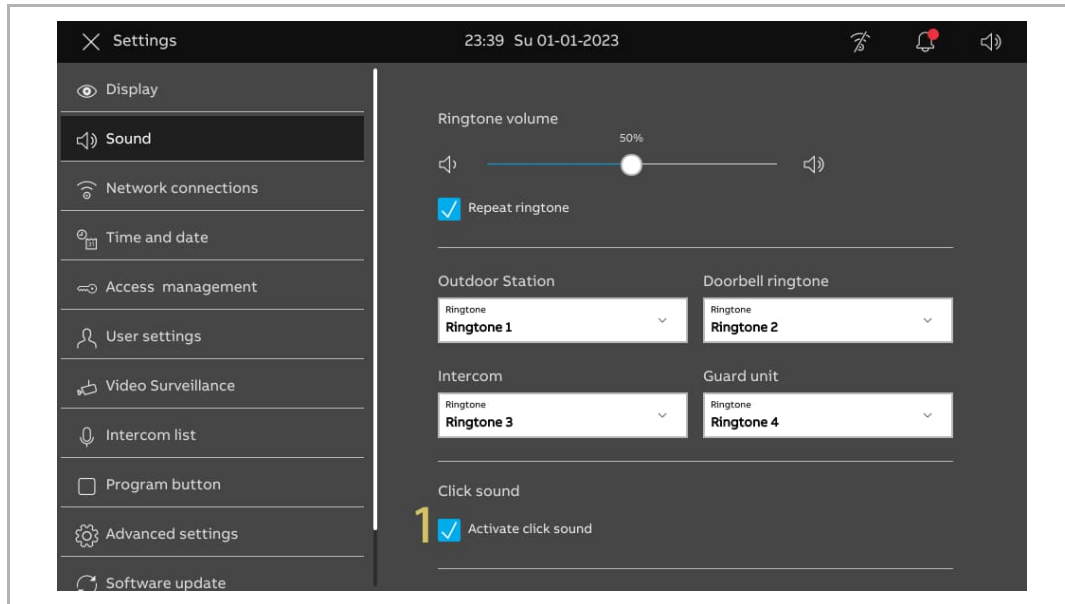 Settings
23:39 Su 01-01-2023
Display
Sound
Network connections
Time and date
Access management
User settings
Video Surveillance
Intercom list
Program button
Advanced settings
Software update
Ringtone volume
50%
Repeat ringtone
Outdoor Station
Ringtone
Ringtone 1
Doorbell ringtone
Ringtone
Ringtone 2
Intercom
Ringtone
Ringtone 3
Guard unit
Ringtone
Ringtone 4
Click sound
1
Activate click sound